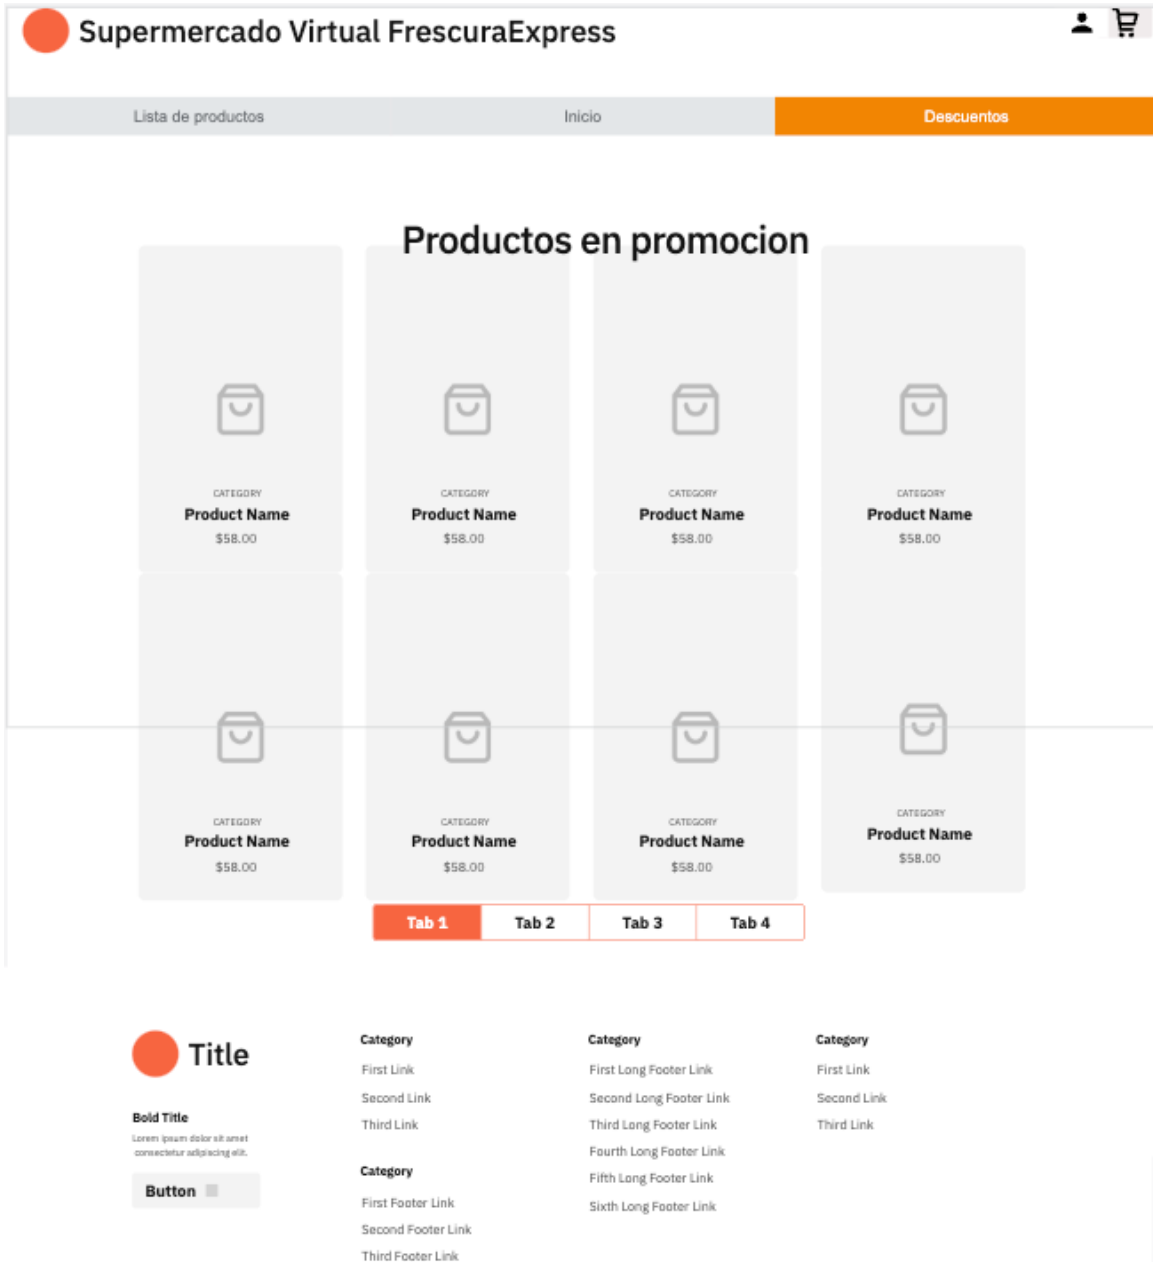 Supermercado Virtual FrescuraExpress
Lista de productos
Inicio
Descuentos
Productos en promocion
CATEGORY
Product Name
$58.00
CATEGORY
Product Name
$58.00
CATEGORY
Product Name
$58.00
CATEGORY
Product Name
$58.00
CATEGORY
Product Name
$58.00
CATEGORY
Product Name
$58.00
CATEGORY
Product Name
$58.00
CATEGORY
Product Name
$58.00
Tab 1
Tab 2
Tab 3
Tab 4
Title
Bold Title
Lorem ipsum dolor sit amet
consectetur adipiscing elit.
Button
Category
First Link
Second Link
Third Link
Category
First Footer Link
Second Footer Link
Third Footer Link
Category
First Long Footer Link
Second Long Footer Link
Third Long Footer Link
Fourth Long Footer Link
Fifth Long Footer Link
Sixth Long Footer Link
Category
First Link
Second Link
Third Link